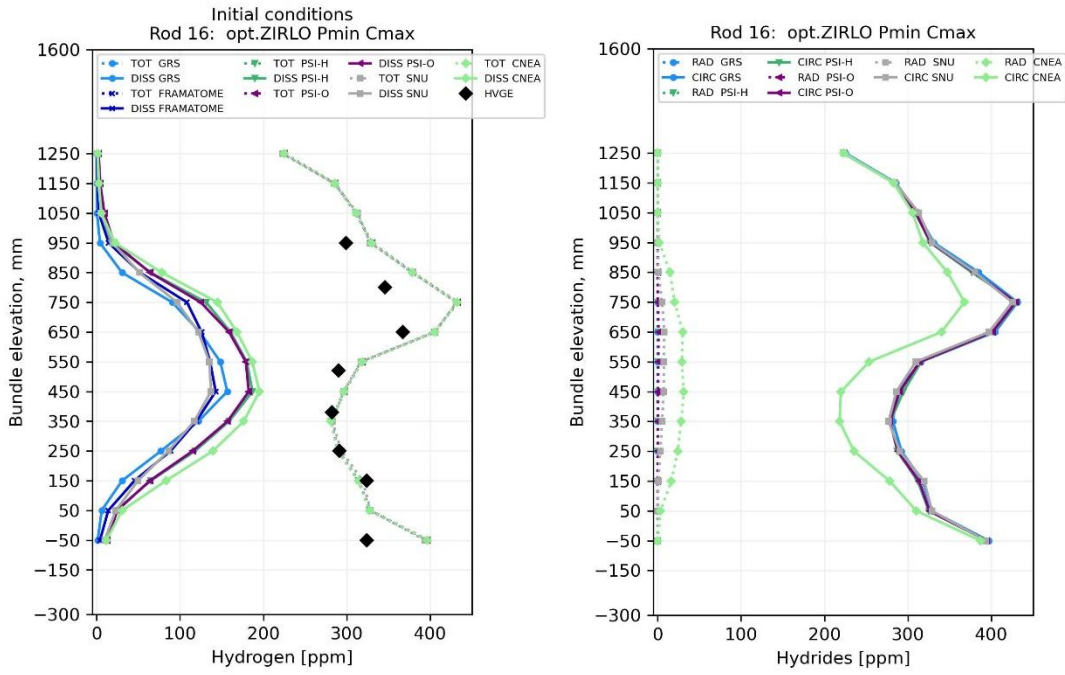 Initial conditions
Rod 16: opt.ZIRLO Pmin Cmax
TOT GRS
DISS GRS
TOT FRAMATOME
DISS FRAMATOME
TOT PSI-H
DISS PSI-H
TOT PSI-O
DISS PSI-O
TOT SNU
DISS SNU
TOT CNEA
DISS CNEA
HVGE
Bundle elevation, mm
1600
1250
1150
1050
950
850
750
650
550
450
350
250
150
50
−50
−150
−300
0 100 200 300 400
Hydrogen [ppm]
Rod 16: opt.ZIRLO Pmin Cmax
RAD GRS
CIRC GRS
RAD PSI-H
CIRC PSI-H
RAD PSI-O
CIRC PSI-O
RAD SNU
CIRC SNU
RAD CNEA
CIRC CNEA
Bundle elevation, mm
1600
1250
1150
1050
950
850
750
650
550
450
350
250
150
50
−50
−150
−300
0 100 200 300 400
Hydrides [ppm]